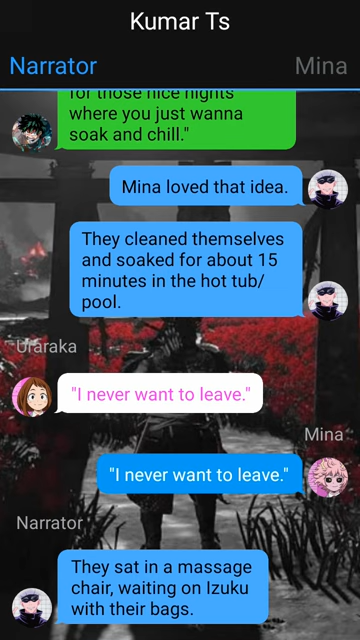 Kumar Ts
Narrator
Mina
for those nice nights
where you just wanna
soak and chill."
Mina loved that idea.
They cleaned themselves
and soaked for about 15
minutes in the hot tub/
pool.
Uraraka
"I never want to leave."
Mina
"I never want to leave."
Narrator
They sat in a massage
chair, waiting on Izuku
with their bags.